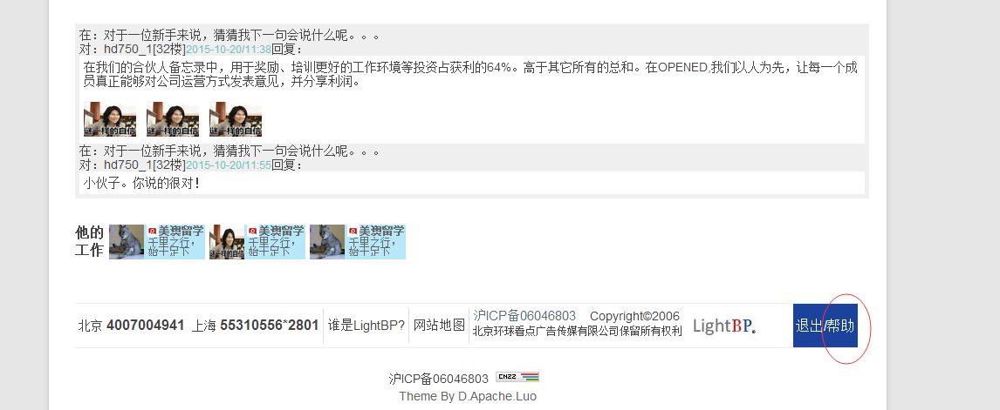 在：对于一位新手来说，猜猜我下一句会说什么呢。。。
对：hd750_1[32楼]2015-10-20/11:38回复：
在我们的合伙人备忘录中，用于奖励、培训更好的工作环境等投资占获利的64%。高于其它所有的总和。在OPENED,我们以人为先，让每一个成
员真正能够对公司运营方式发表意见，并分享利润。
谜一样的自信 谜一样的自信 谜一样的自信
在：对于一位新手来说，猜猜我下一句会说什么呢。。。
对：hd750_1[32楼]2015-10-20/11:55回复：
小伙子。你说的很对！
他的
工作
美澳留学
千里之行，
始于足下
谜一样的自信
美澳留学
千里之行，
始于足下
美澳留学
千里之行，
始于足下
北京 4007004941 上海 55310556*2801 谁是LightBP? 网站地图
沪ICP备06046803 Copyright©2006
北京环球看点广告传媒有限公司保留所有权利
LightBP.
退出/帮助
沪ICP备06046803 CNZZ
Theme By D.Apache.Luo